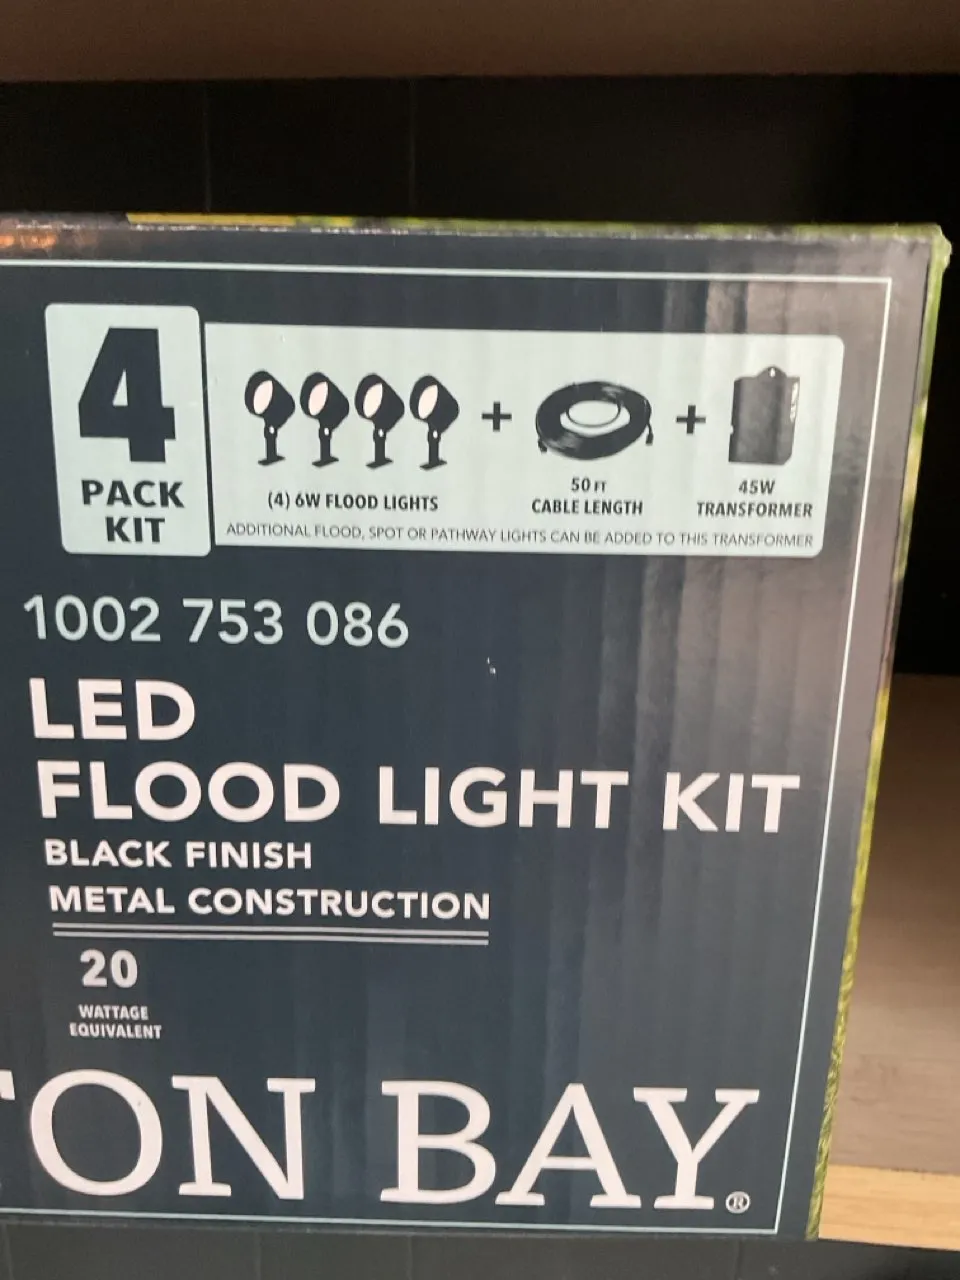 4
PACK
KIT
+
+
(4) 6W FLOOD LIGHTS
50 FT
CABLE LENGTH
45W
TRANSFORMER
ADDITIONAL FLOOD, SPOT OR PATHWAY LIGHTS CAN BE ADDED TO THIS TRANSFORMER
1002 753 086
LED
FLOOD LIGHT KIT
BLACK FINISH
METAL CONSTRUCTION
20
WATTAGE
EQUIVALENT
TON BAY®